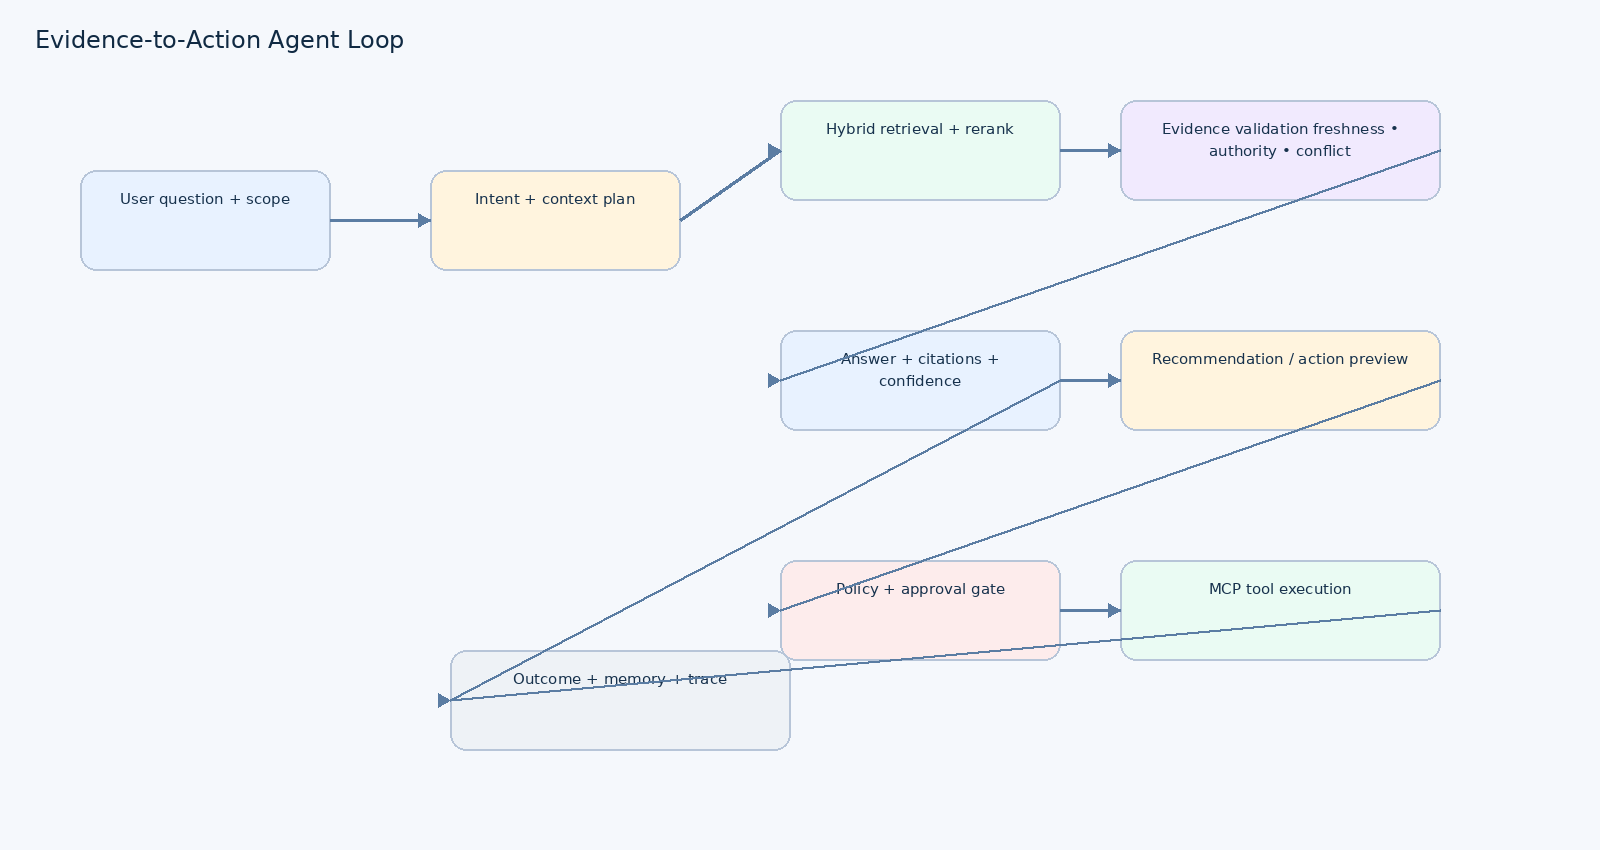 Evidence-to-Action Agent Loop
User question + scope
Intent + context plan
Hybrid retrieval + rerank
Evidence validation freshness •
authority • conflict
Answer + citations +
confidence
Recommendation / action preview
Policy + approval gate
MCP tool execution
Outcome + memory + trace